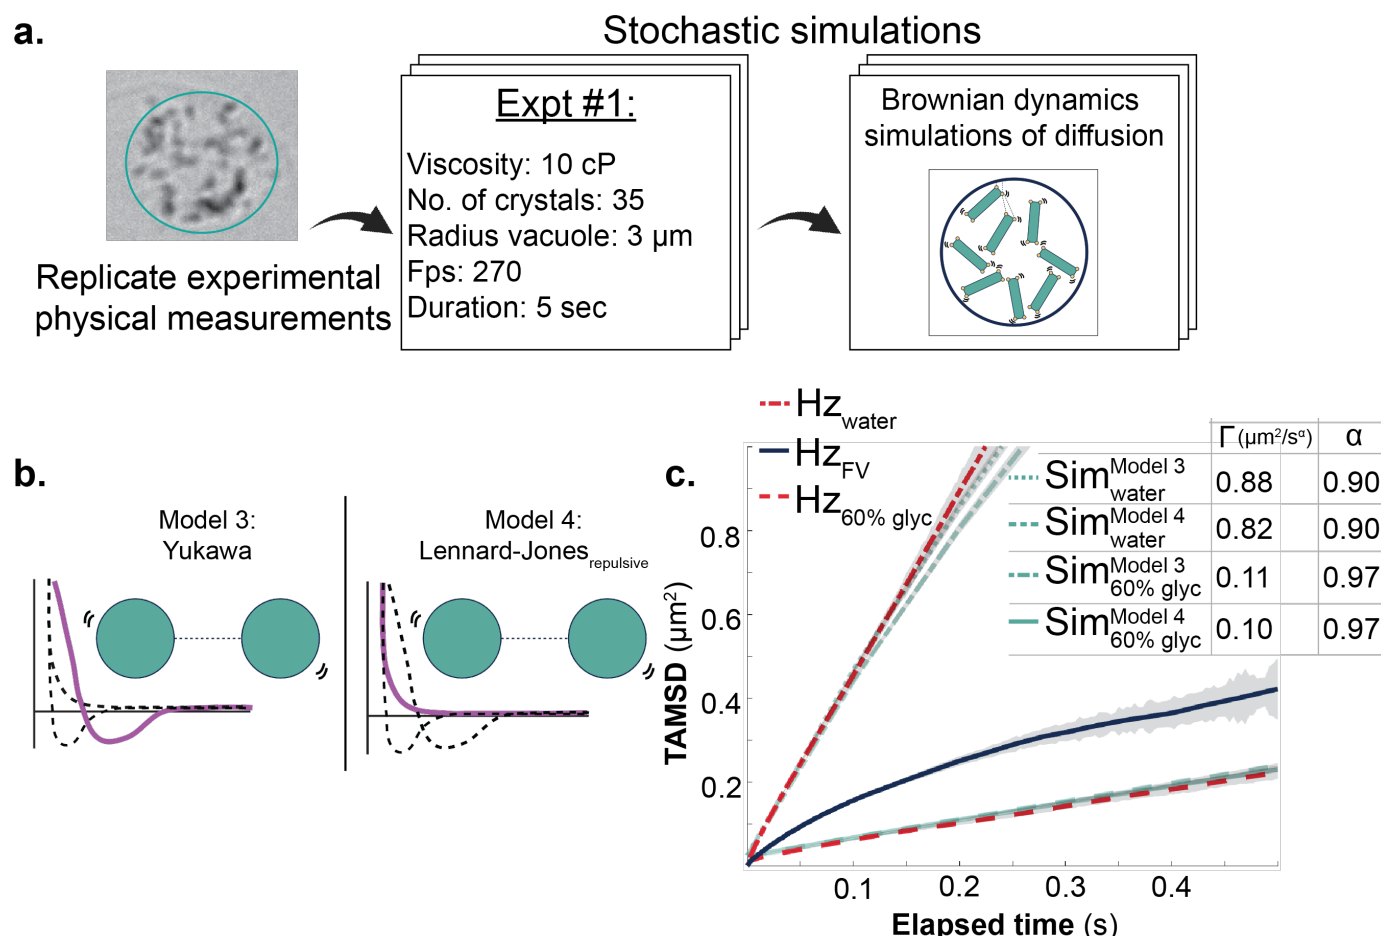 a.
Stochastic simulations
Replicate experimental
physical measurements
Expt #1:
Viscosity: 10 cP
No. of crystals: 35
Radius vacuole: 3 µm
Fps: 270
Duration: 5 sec
Brownian dynamics
simulations of diffusion
b.
Model 3:
Yukawa
Model 4:
Lennard-Jones repulsive
c.
Hz water
Hz FV
Hz 60% glyc
Γ (µm²/s^α) α
Sim Model 3 water 0.88 0.90
Sim Model 4 water 0.82 0.90
Sim Model 3 60% glyc 0.11 0.97
Sim Model 4 60% glyc 0.10 0.97
TAMSD (µm²)
0.8
0.6
0.4
0.2
0.1 0.2 0.3 0.4
Elapsed time (s)